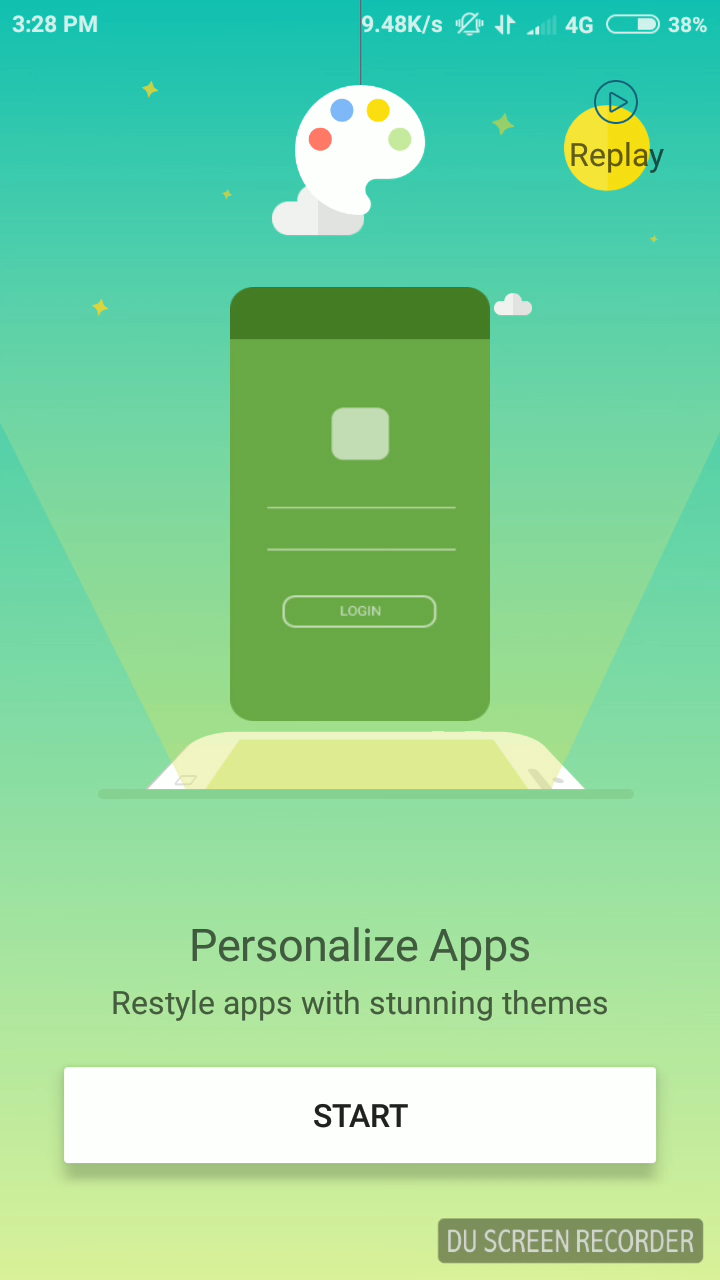 3:28 PM 9.48K/s 4G 38%
Replay
LOGIN
Personalize Apps
Restyle apps with stunning themes
START
DU SCREEN RECORDER